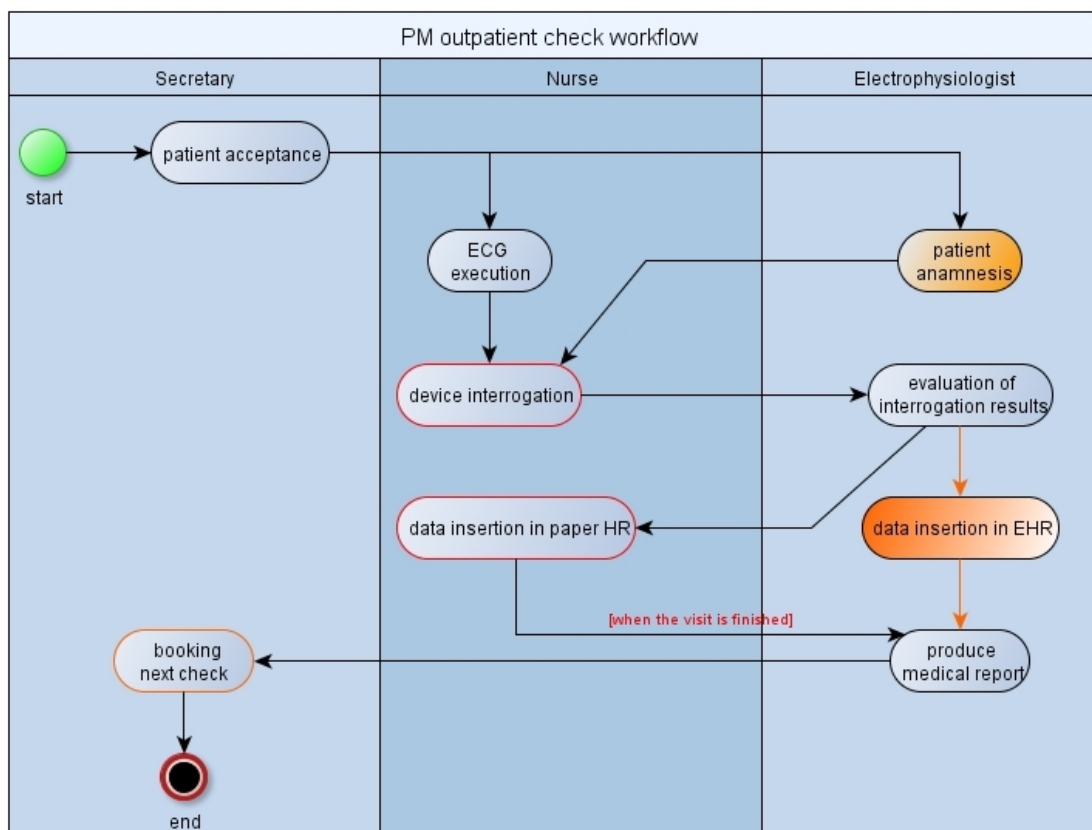 PM outpatient check workflow
Secretary
Nurse
Electrophysiologist
patient acceptance
start
ECG
execution
patient
anamnesis
device interrogation
evaluation of
interrogation results
data insertion in paper HR
data insertion in EHR
[when the visit is finished]
booking
next check
produce
medical report
end